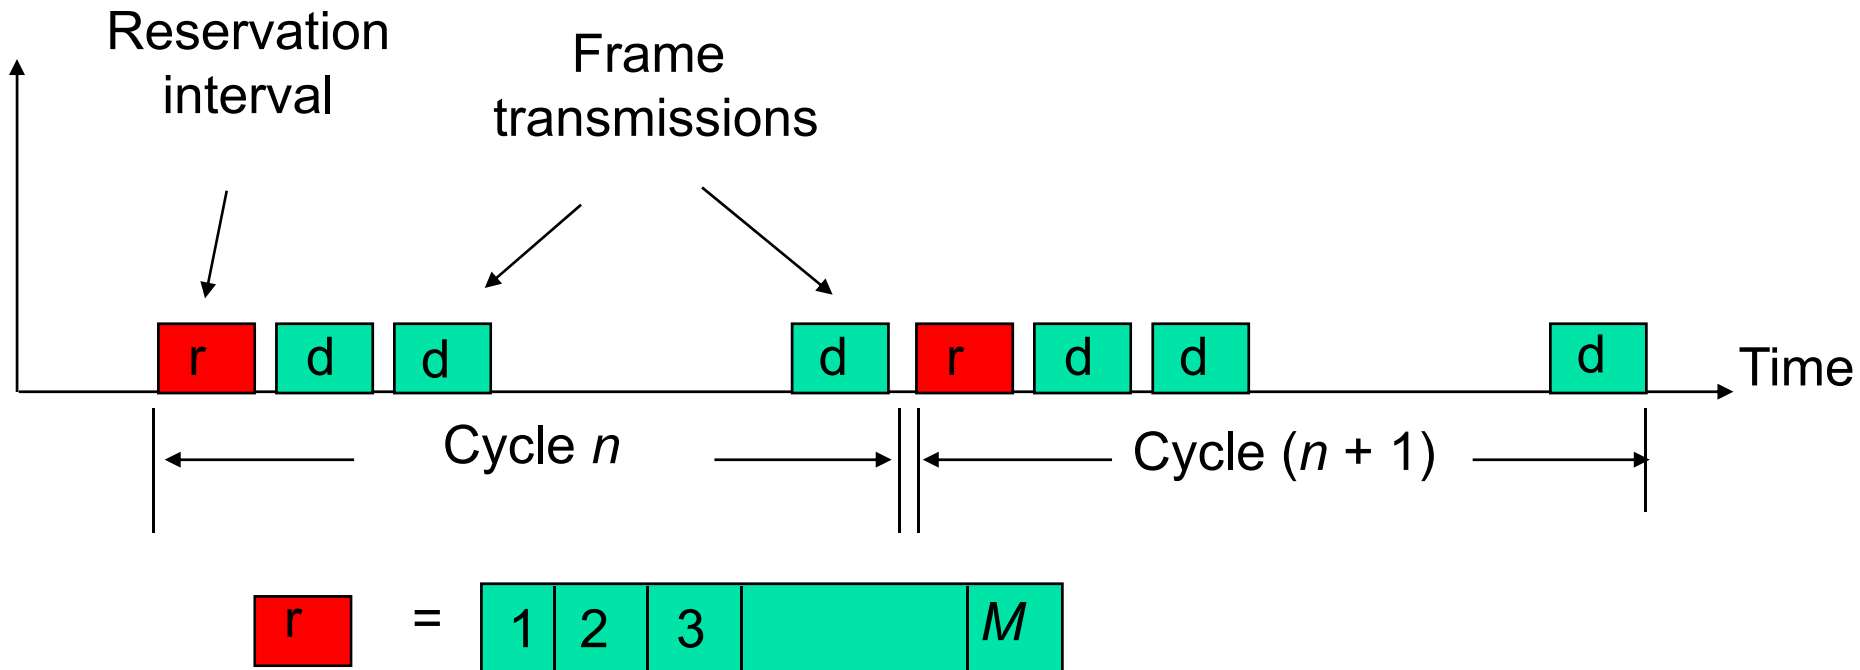 Reservation
interval
Frame
transmissions
r d d d r d d d Time
Cycle n Cycle (n + 1)
r = 1 2 3 M